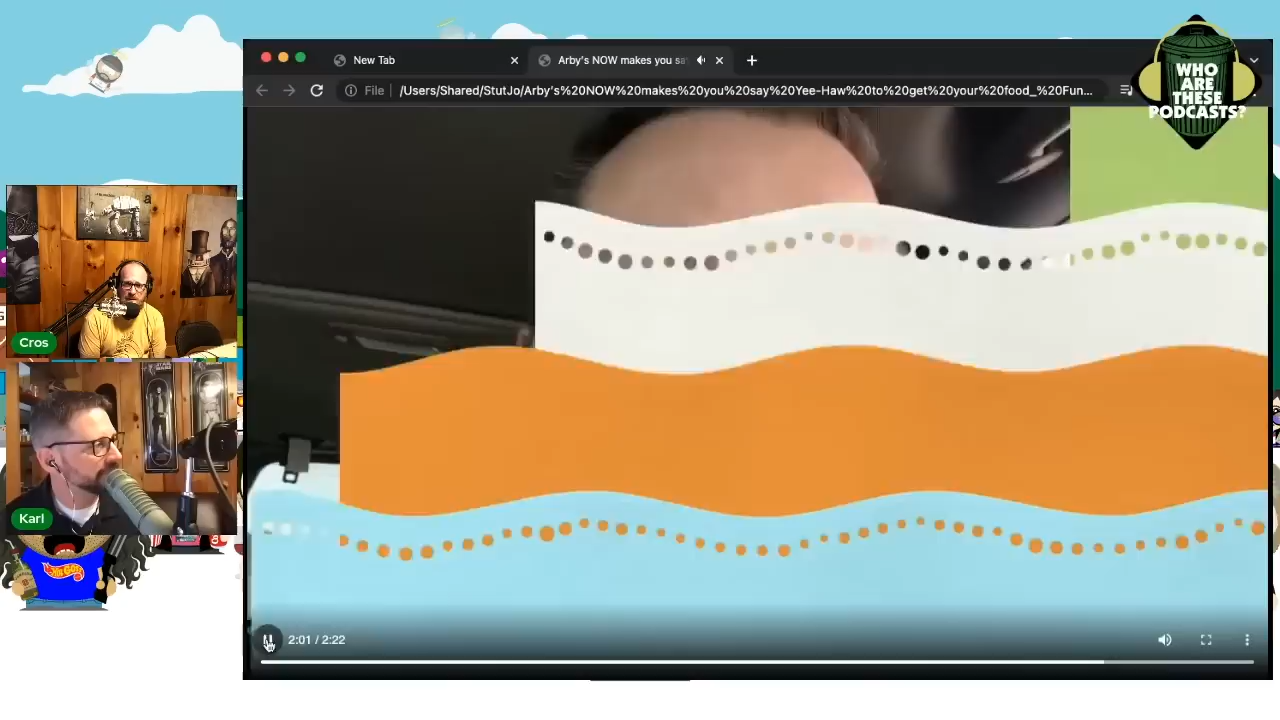 New Tab
Arby's NOW makes you sa
File
/Users/Shared/StutJo/Arby's%20NOW%20makes%20you%20say%20Yee-Haw%20to%20get%20your%20food_%20Fun...
WHO
ARE
THESE
PODCASTS?
Cros
Karl
2:01 / 2:22